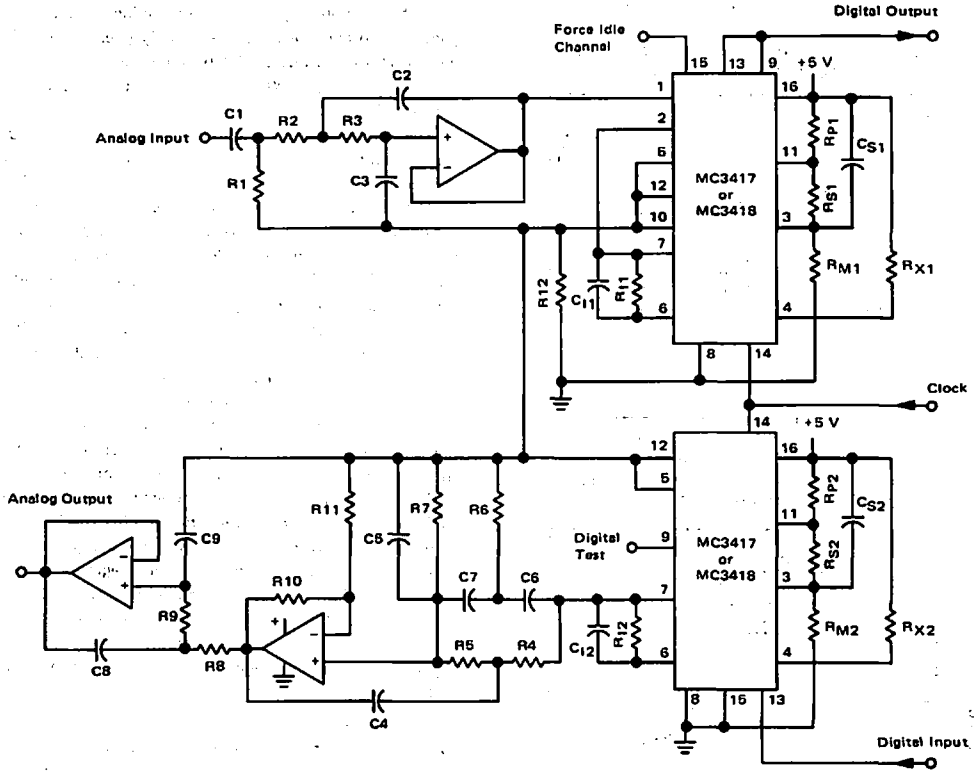 Digital Output
Force Idle
Channel
15
13
9
+5 V
C2
1
16
C1
R2
R3
2
RP1
CS1
Analog Input
+
−
5
11
MC3417
or
MC3418
R1
C3
12
RS1
10
3
7
RM1
RX1
R12
CI1
RI1
6
4
8
14
Clock
14
+5 V
12
16
5
RP2
CS2
Analog Output
R11
C5
R7
R6
11
−
+
C9
Digital
Test
9
MC3417
or
MC3418
RS2
R10
C7
C6
7
3
R9
+
−
+
RM2
RX2
R8
R5
R4
CI2
RI2
6
4
C8
C4
8
15
13
Digital Input